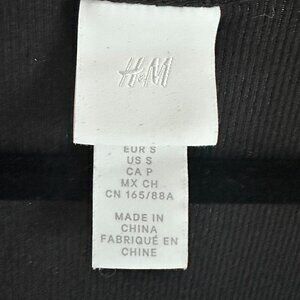 H&M
EUR S
US S
CA P
MX CH
CN 165/88A
MADE IN
CHINA
FABRIQUÉ EN
CHINE